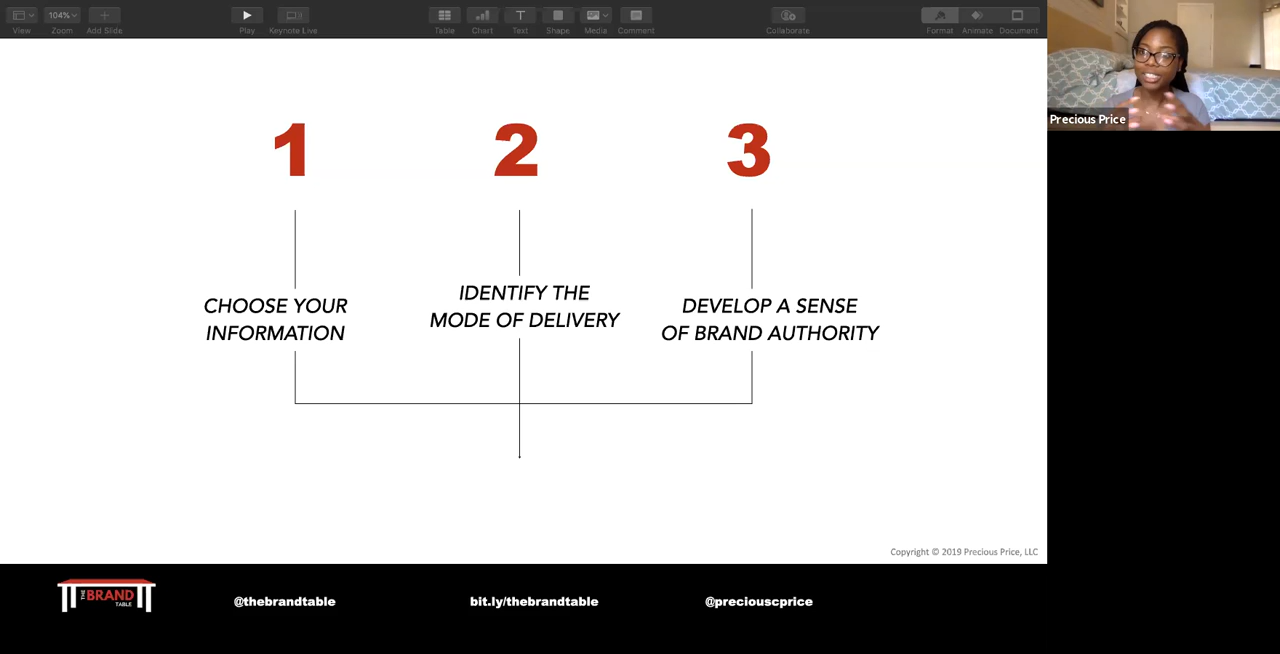 View
104%
Zoom
Add Slide
Play
Keynote Live
Table
Chart
T
Text
Shape
Media
Comment
Collaborate
Format
Animate
Document
Precious Price
1
2
3
CHOOSE YOUR
INFORMATION
IDENTIFY THE
MODE OF DELIVERY
DEVELOP A SENSE
OF BRAND AUTHORITY
Copyright © 2019 Precious Price, LLC
THE
BRAND
TABLE
@thebrandtable
bit.ly/thebrandtable
@preciouscprice